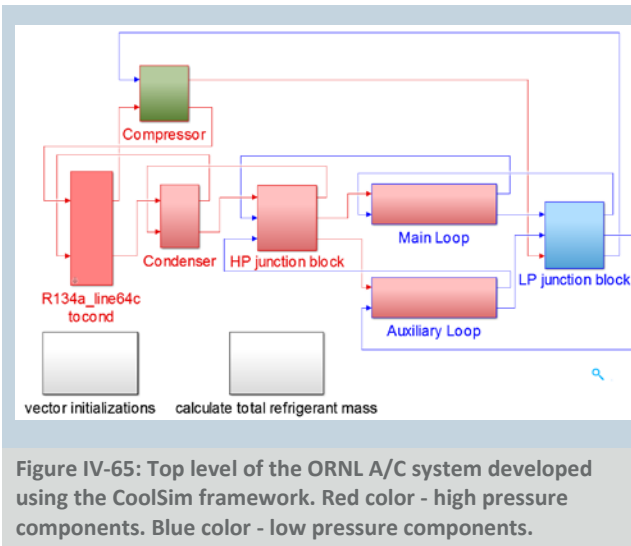 Compressor
Main Loop
Condenser
HP junction block
LP junction block
R134a_line64c
tocond
Auxiliary Loop
vector initializations
calculate total refrigerant mass
Figure IV-65: Top level of the ORNL A/C system developed
using the CoolSim framework. Red color - high pressure
components. Blue color - low pressure components.